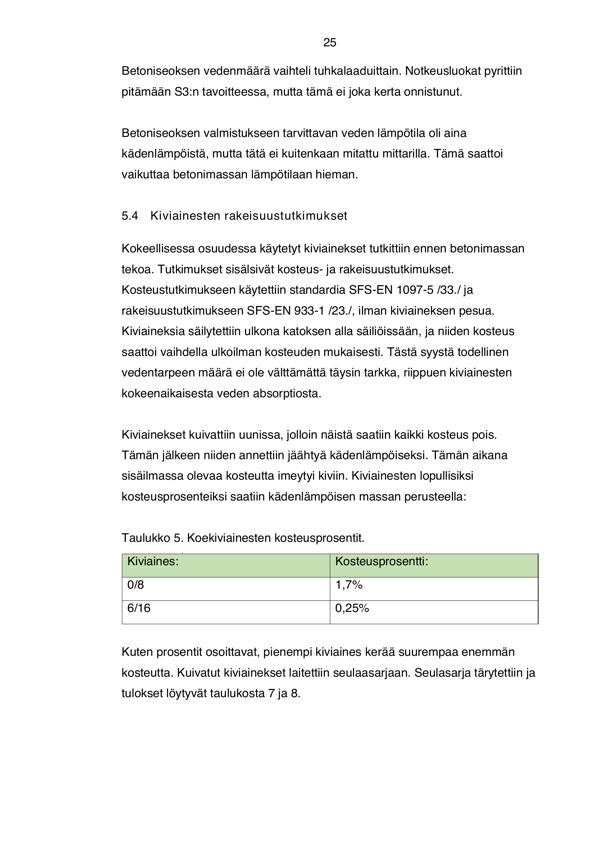 25
Betoniseoksen vedenmäärä vaihteli tuhkalaaduittain. Notkeusluokat pyrittiin
pitämään S3:n tavoitteessa, mutta tämä ei joka kerta onnistunut.
Betoniseoksen valmistukseen tarvittavan veden lämpötila oli aina
kädenlämpöistä, mutta tätä ei kuitenkaan mitattu mittarilla. Tämä saattoi
vaikuttaa betonimassan lämpötilaan hieman.
5.4 Kiviainesten rakeisuustutkimukset
Kokeellisessa osuudessa käytetyt kiviainekset tutkittiin ennen betonimassan
tekoa. Tutkimukset sisälsivät kosteus- ja rakeisuustutkimukset.
Kosteustutkimukseen käytettiin standardia SFS-EN 1097-5 /33./ ja
rakeisuustutkimukseen SFS-EN 933-1 /23./, ilman kiviaineksen pesua.
Kiviaineksia säilytettiin ulkona katoksen alla säiliöissään, ja niiden kosteus
saattoi vaihdella ulkoilman kosteuden mukaisesti. Tästä syystä todellinen
vedentarpeen määrä ei ole välttämättä täysin tarkka, riippuen kiviainesten
kokeenaikaisesta veden absorptiosta.
Kiviainekset kuivattiin uunissa, jolloin näistä saatiin kaikki kosteus pois.
Tämän jälkeen niiden annettiin jäähtyä kädenlämpöiseksi. Tämän aikana
sisäilmassa olevaa kosteutta imeytyi kiviin. Kiviainesten lopullisiksi
kosteusprosenteiksi saatiin kädenlämpöisen massan perusteella:
Taulukko 5. Koekiviainesten kosteusprosentit.
Kiviaines: Kosteusprosentti:
0/8 1,7%
6/16 0,25%
Kuten prosentit osoittavat, pienempi kiviaines kerää suurempaa enemmän
kosteutta. Kuivatut kiviainekset laitettiin seulaasarjaan. Seulasarja tärytettiin ja
tulokset löytyvät taulukosta 7 ja 8.